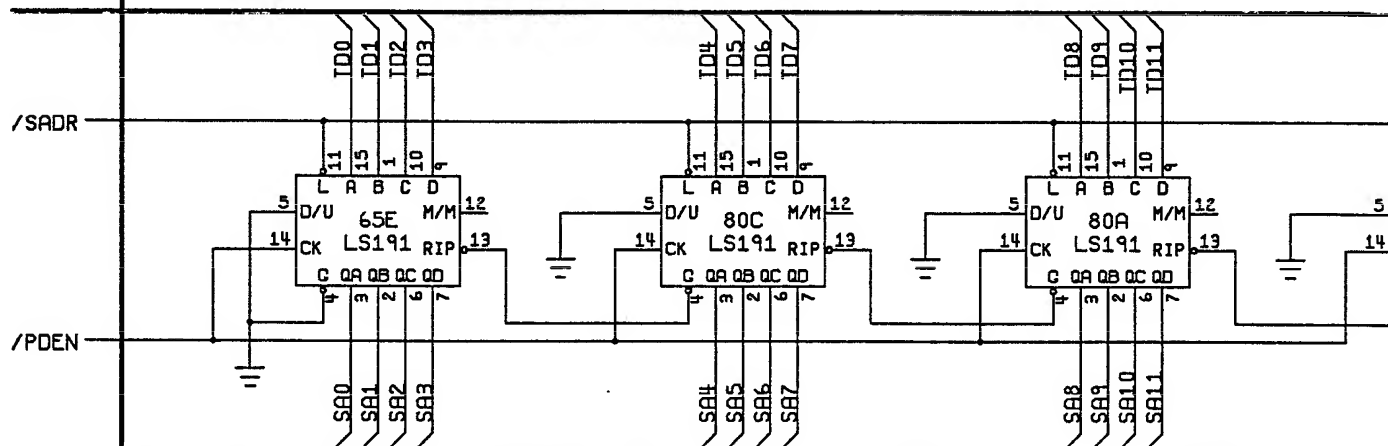 TD0 TD1 TD2 TD3 TD4 TD5 TD6 TD7 TD8 TD9 TD10 TD11
/SADR
11 15 1 10 9 11 15 1 10 9 11 15 1 10 9
L A B C D L A B C D L A B C D
5 D/U 65E M/M 12 5 D/U 80C M/M 12 5 D/U 80A M/M 12 5
14 CK LS191 RIP 13 14 CK LS191 RIP 13 14 CK LS191 RIP 13 14
G QA QB QC QD G QA QB QC QD G QA QB QC QD
4 3 2 6 7 4 3 2 6 7 4 3 2 6 7
/PDEN
SA0 SA1 SA2 SA3 SA4 SA5 SA6 SA7 SA8 SA9 SA10 SA11